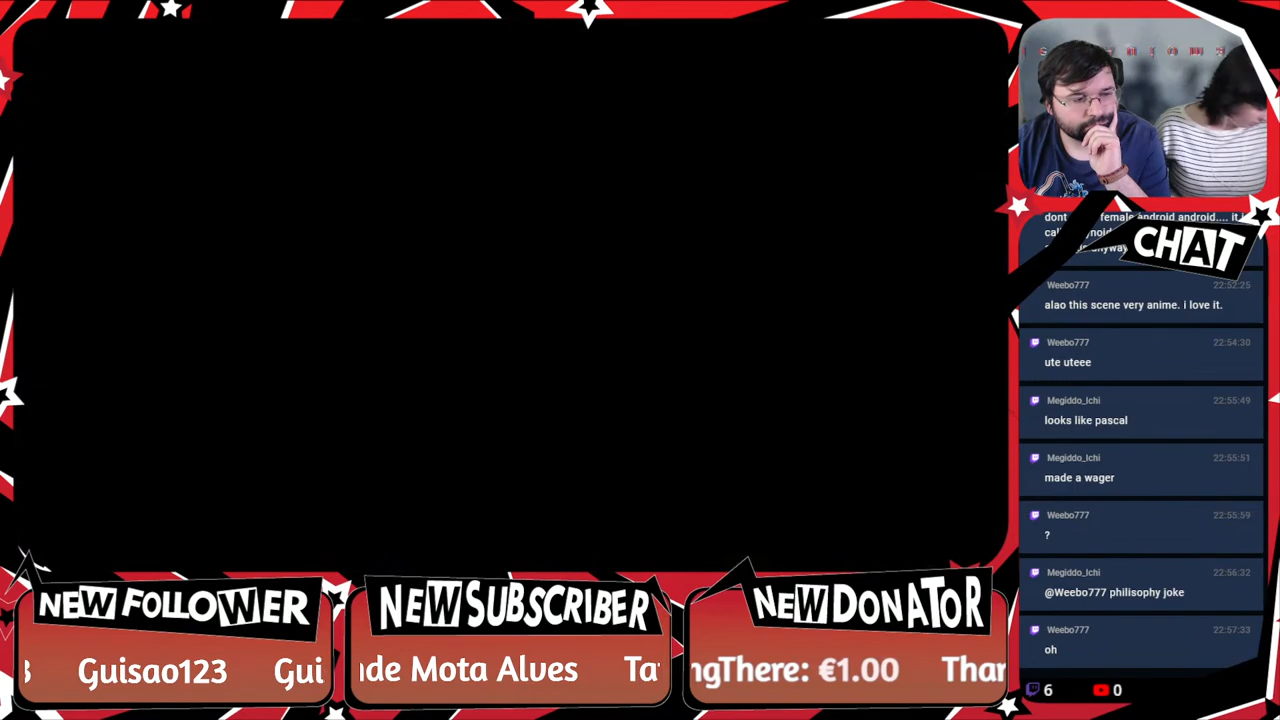 CHAT
Weebo777 22:52:25
alao this scene very anime. i love it.
Weebo777 22:54:30
ute uteee
Megiddo_Ichi 22:55:49
looks like pascal
Megiddo_Ichi 22:55:51
made a wager
Weebo777 22:55:59
?
Megiddo_Ichi 22:56:32
@Weebo777 philisophy joke
Weebo777 22:57:33
oh
6 0
NEW FOLLOWER
Guisao123 Gui
NEW SUBSCRIBER
de Mota Alves Ta
NEW DONATOR
ngThere: €1.00 Than